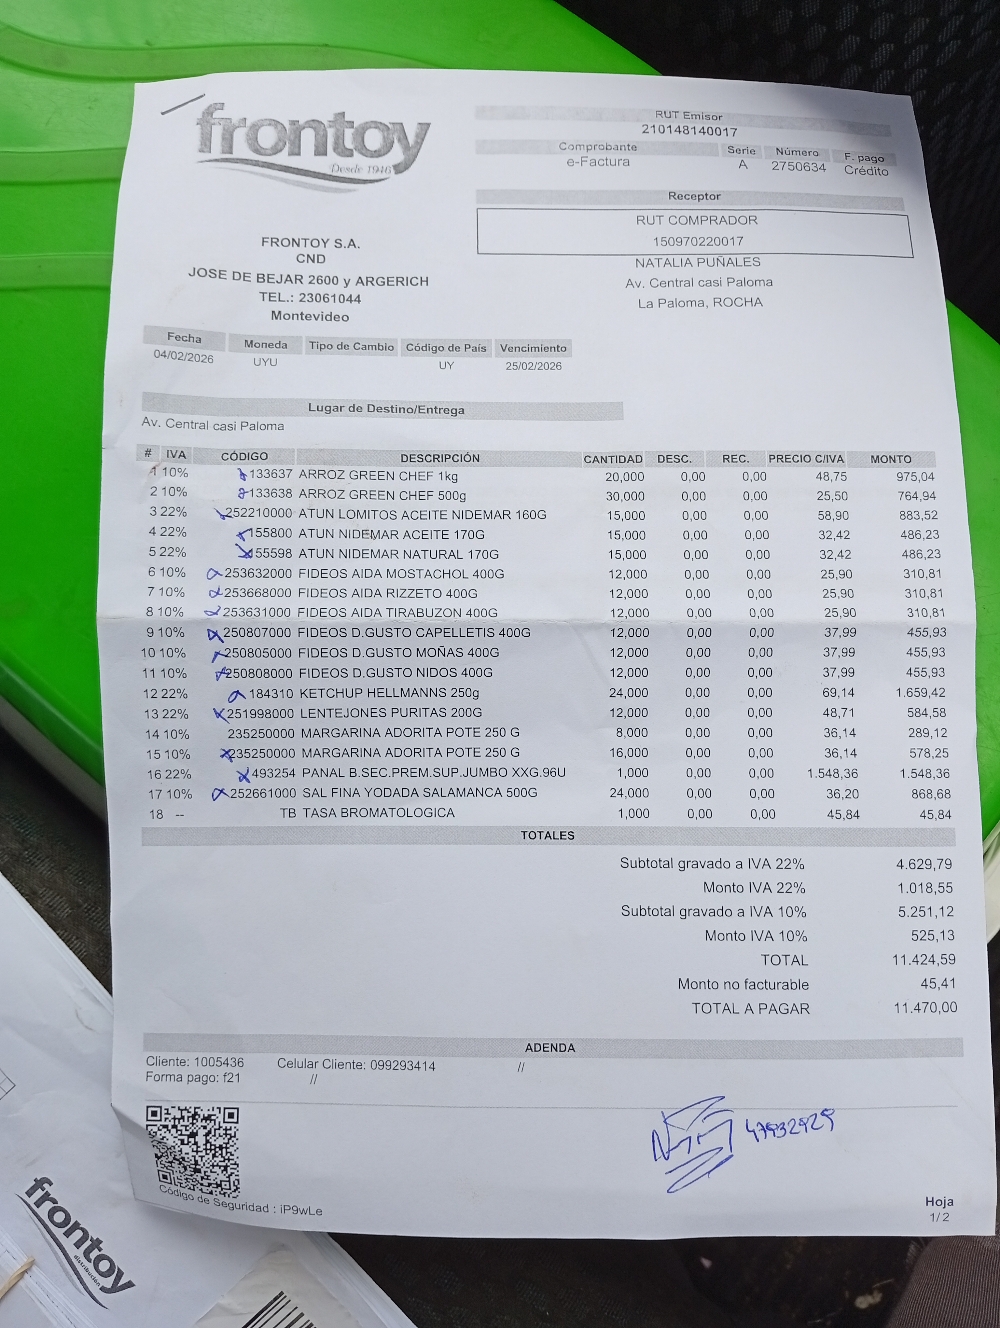 frontoy
Desde 1946
RUT Emisor
210148140017
Comprobante Serie Número F. pago
e-Factura A 2750634 Crédito
Receptor
RUT COMPRADOR
150970220017
NATALIA PUÑALES
Av. Central casi Paloma
La Paloma, ROCHA
FRONTOY S.A.
CND
JOSE DE BEJAR 2600 y ARGERICH
TEL.: 23061044
Montevideo
Fecha Moneda Tipo de Cambio Código de País Vencimiento
04/02/2026 UYU UY 25/02/2026
Lugar de Destino/Entrega
Av. Central casi Paloma
# IVA CÓDIGO DESCRIPCIÓN CANTIDAD DESC. REC. PRECIO C/IVA MONTO
1 10% 133637 ARROZ GREEN CHEF 1kg 20,000 0,00 0,00 48,75 975,04
2 10% 133638 ARROZ GREEN CHEF 500g 30,000 0,00 0,00 25,50 764,94
3 22% 252210000 ATUN LOMITOS ACEITE NIDEMAR 160G 15,000 0,00 0,00 58,90 883,52
4 22% 155800 ATUN NIDEMAR ACEITE 170G 15,000 0,00 0,00 32,42 486,23
5 22% 155598 ATUN NIDEMAR NATURAL 170G 15,000 0,00 0,00 32,42 486,23
6 10% 253632000 FIDEOS AIDA MOSTACHOL 400G 12,000 0,00 0,00 25,90 310,81
7 10% 253668000 FIDEOS AIDA RIZZETO 400G 12,000 0,00 0,00 25,90 310,81
8 10% 253631000 FIDEOS AIDA TIRABUZON 400G 12,000 0,00 0,00 25,90 310,81
9 10% 250807000 FIDEOS D.GUSTO CAPELLETIS 400G 12,000 0,00 0,00 37,99 455,93
10 10% 250805000 FIDEOS D.GUSTO MOÑAS 400G 12,000 0,00 0,00 37,99 455,93
11 10% 250808000 FIDEOS D.GUSTO NIDOS 400G 12,000 0,00 0,00 37,99 455,93
12 22% 184310 KETCHUP HELLMANNS 250g 24,000 0,00 0,00 69,14 1.659,42
13 22% 251998000 LENTEJONES PURITAS 200G 12,000 0,00 0,00 48,71 584,58
14 10% 235250000 MARGARINA ADORITA POTE 250 G 8,000 0,00 0,00 36,14 289,12
15 10% 235250000 MARGARINA ADORITA POTE 250 G 16,000 0,00 0,00 36,14 578,25
16 22% 493254 PANAL B.SEC.PREM.SUP.JUMBO XXG.96U 1,000 0,00 0,00 1.548,36 1.548,36
17 10% 252661000 SAL FINA YODADA SALAMANCA 500G 24,000 0,00 0,00 36,20 868,68
18 -- TB TASA BROMATOLOGICA 1,000 0,00 0,00 45,84 45,84
TOTALES
Subtotal gravado a IVA 22% 4.629,79
Monto IVA 22% 1.018,55
Subtotal gravado a IVA 10% 5.251,12
Monto IVA 10% 525,13
TOTAL 11.424,59
Monto no facturable 45,41
TOTAL A PAGAR 11.470,00
ADENDA
Cliente: 1005436 Celular Cliente: 099293414 //
Forma pago: f21 //
Código de Seguridad : iP9wLe
Hoja
1/ 2
frontoy
distribución